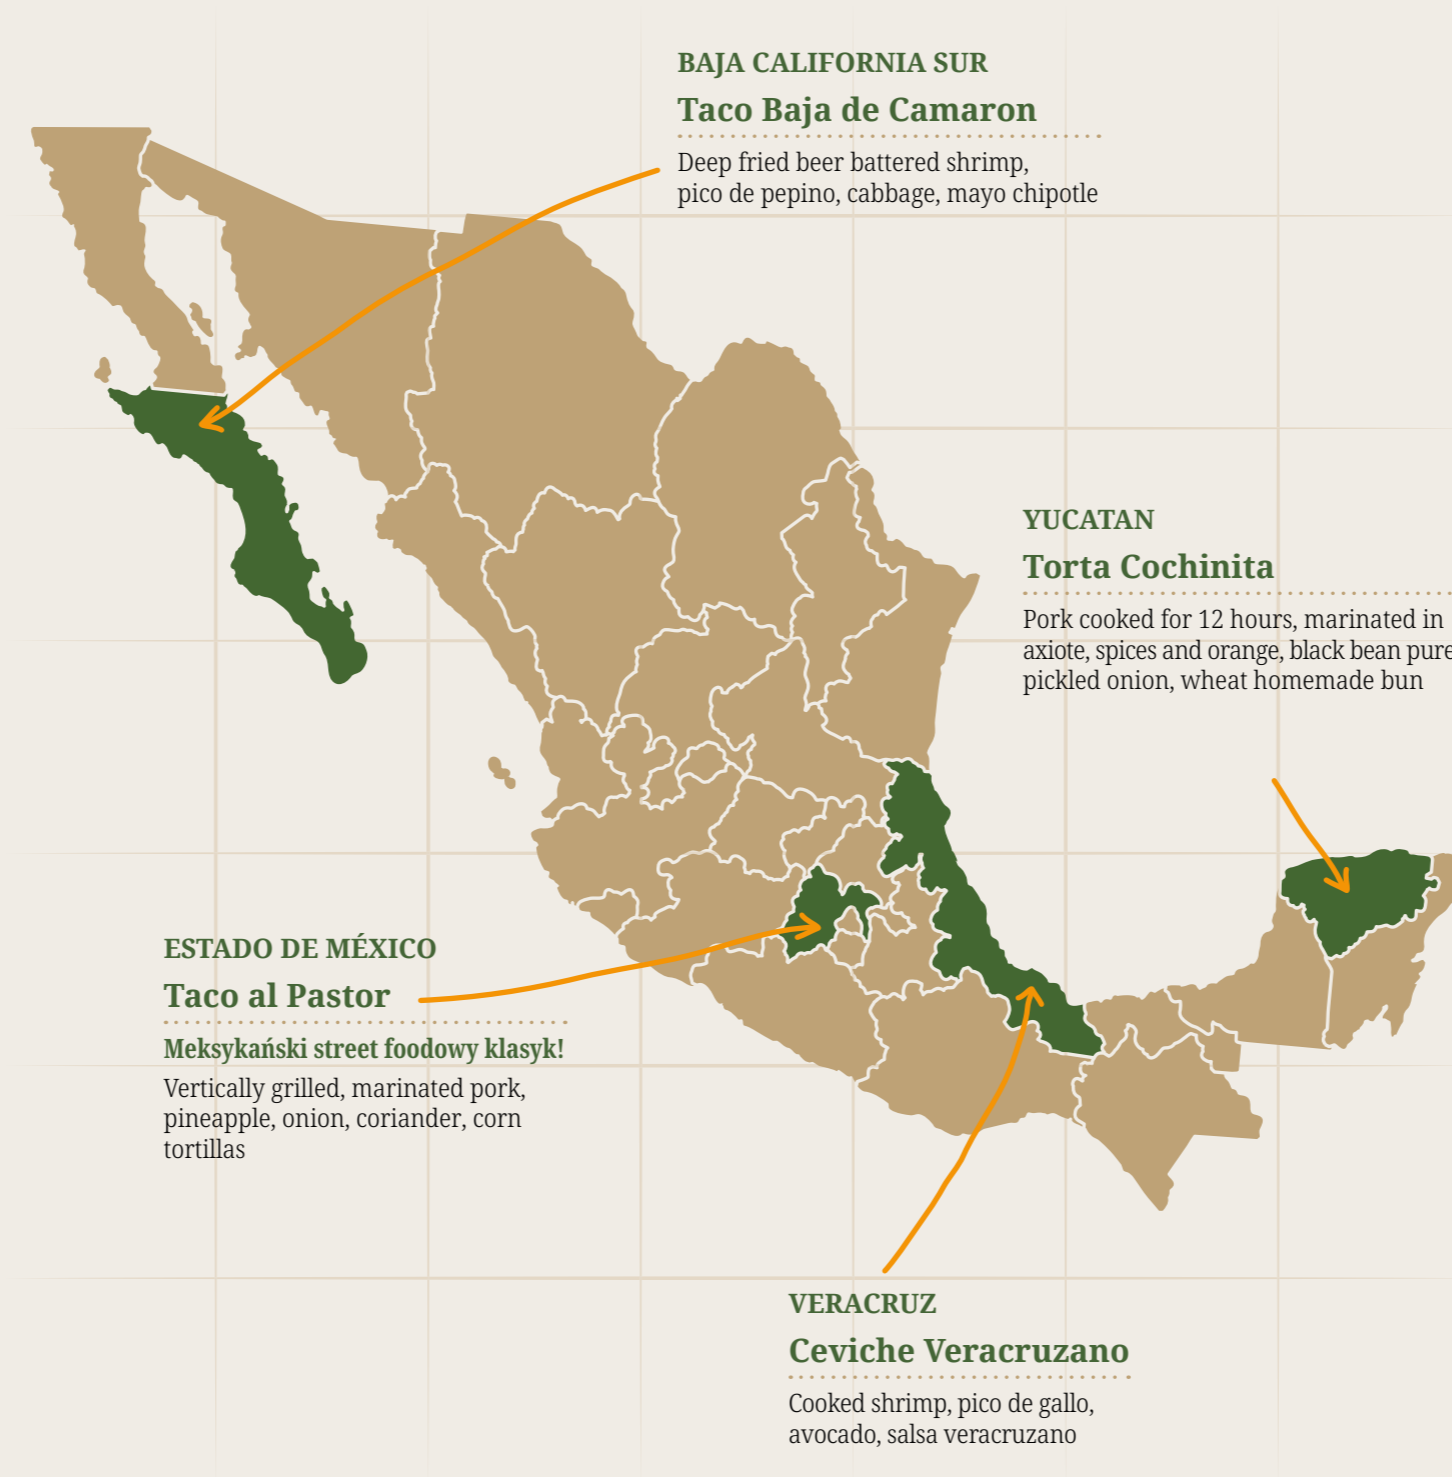 BAJA CALIFORNIA SUR
Taco Baja de Camaron
Deep fried beer battered shrimp,
pico de pepino, cabbage, mayo chipotle
YUCATAN
Torta Cochinita
Pork cooked for 12 hours, marinated in
axiote, spices and orange, black bean pure
pickled onion, wheat homemade bun
ESTADO DE MÉXICO
Taco al Pastor
Meksykański street foodowy klasyk!
Vertically grilled, marinated pork,
pineapple, onion, coriander, corn
tortillas
VERACRUZ
Ceviche Veracruzano
Cooked shrimp, pico de gallo,
avocado, salsa veracruzano